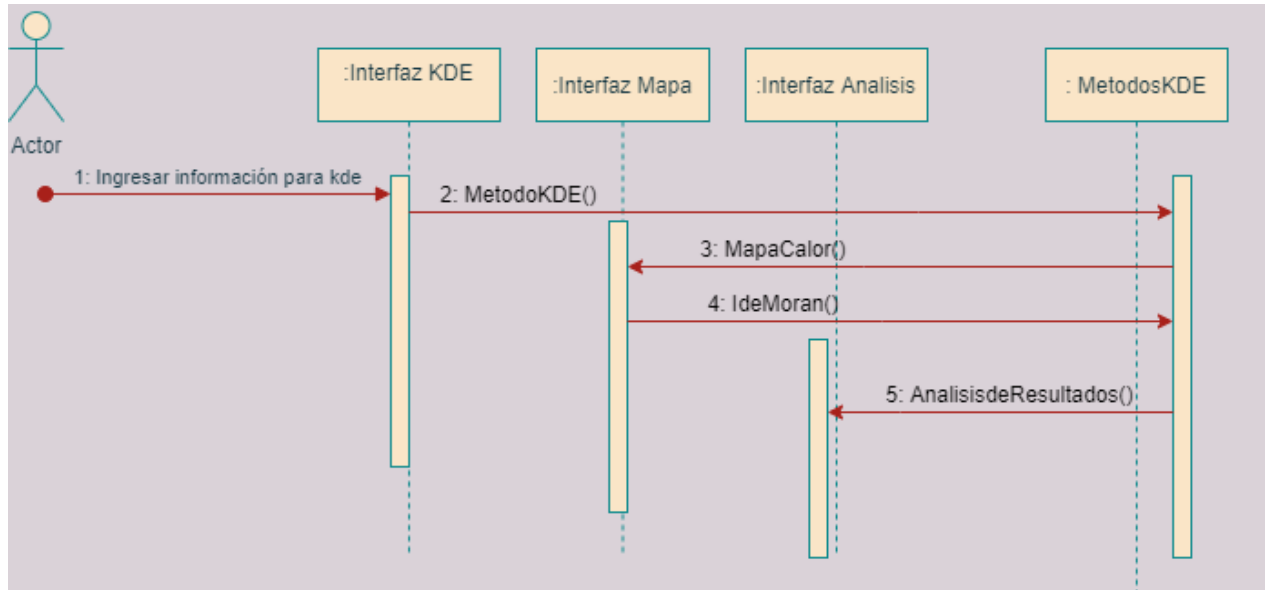 :Interfaz KDE
:Interfaz Mapa
:Interfaz Analisis
: MetodosKDE
Actor
1: Ingresar información para kde
2: MetodoKDE()
3: MapaCalor()
4: IdeMoran()
5: AnalisisdeResultados()